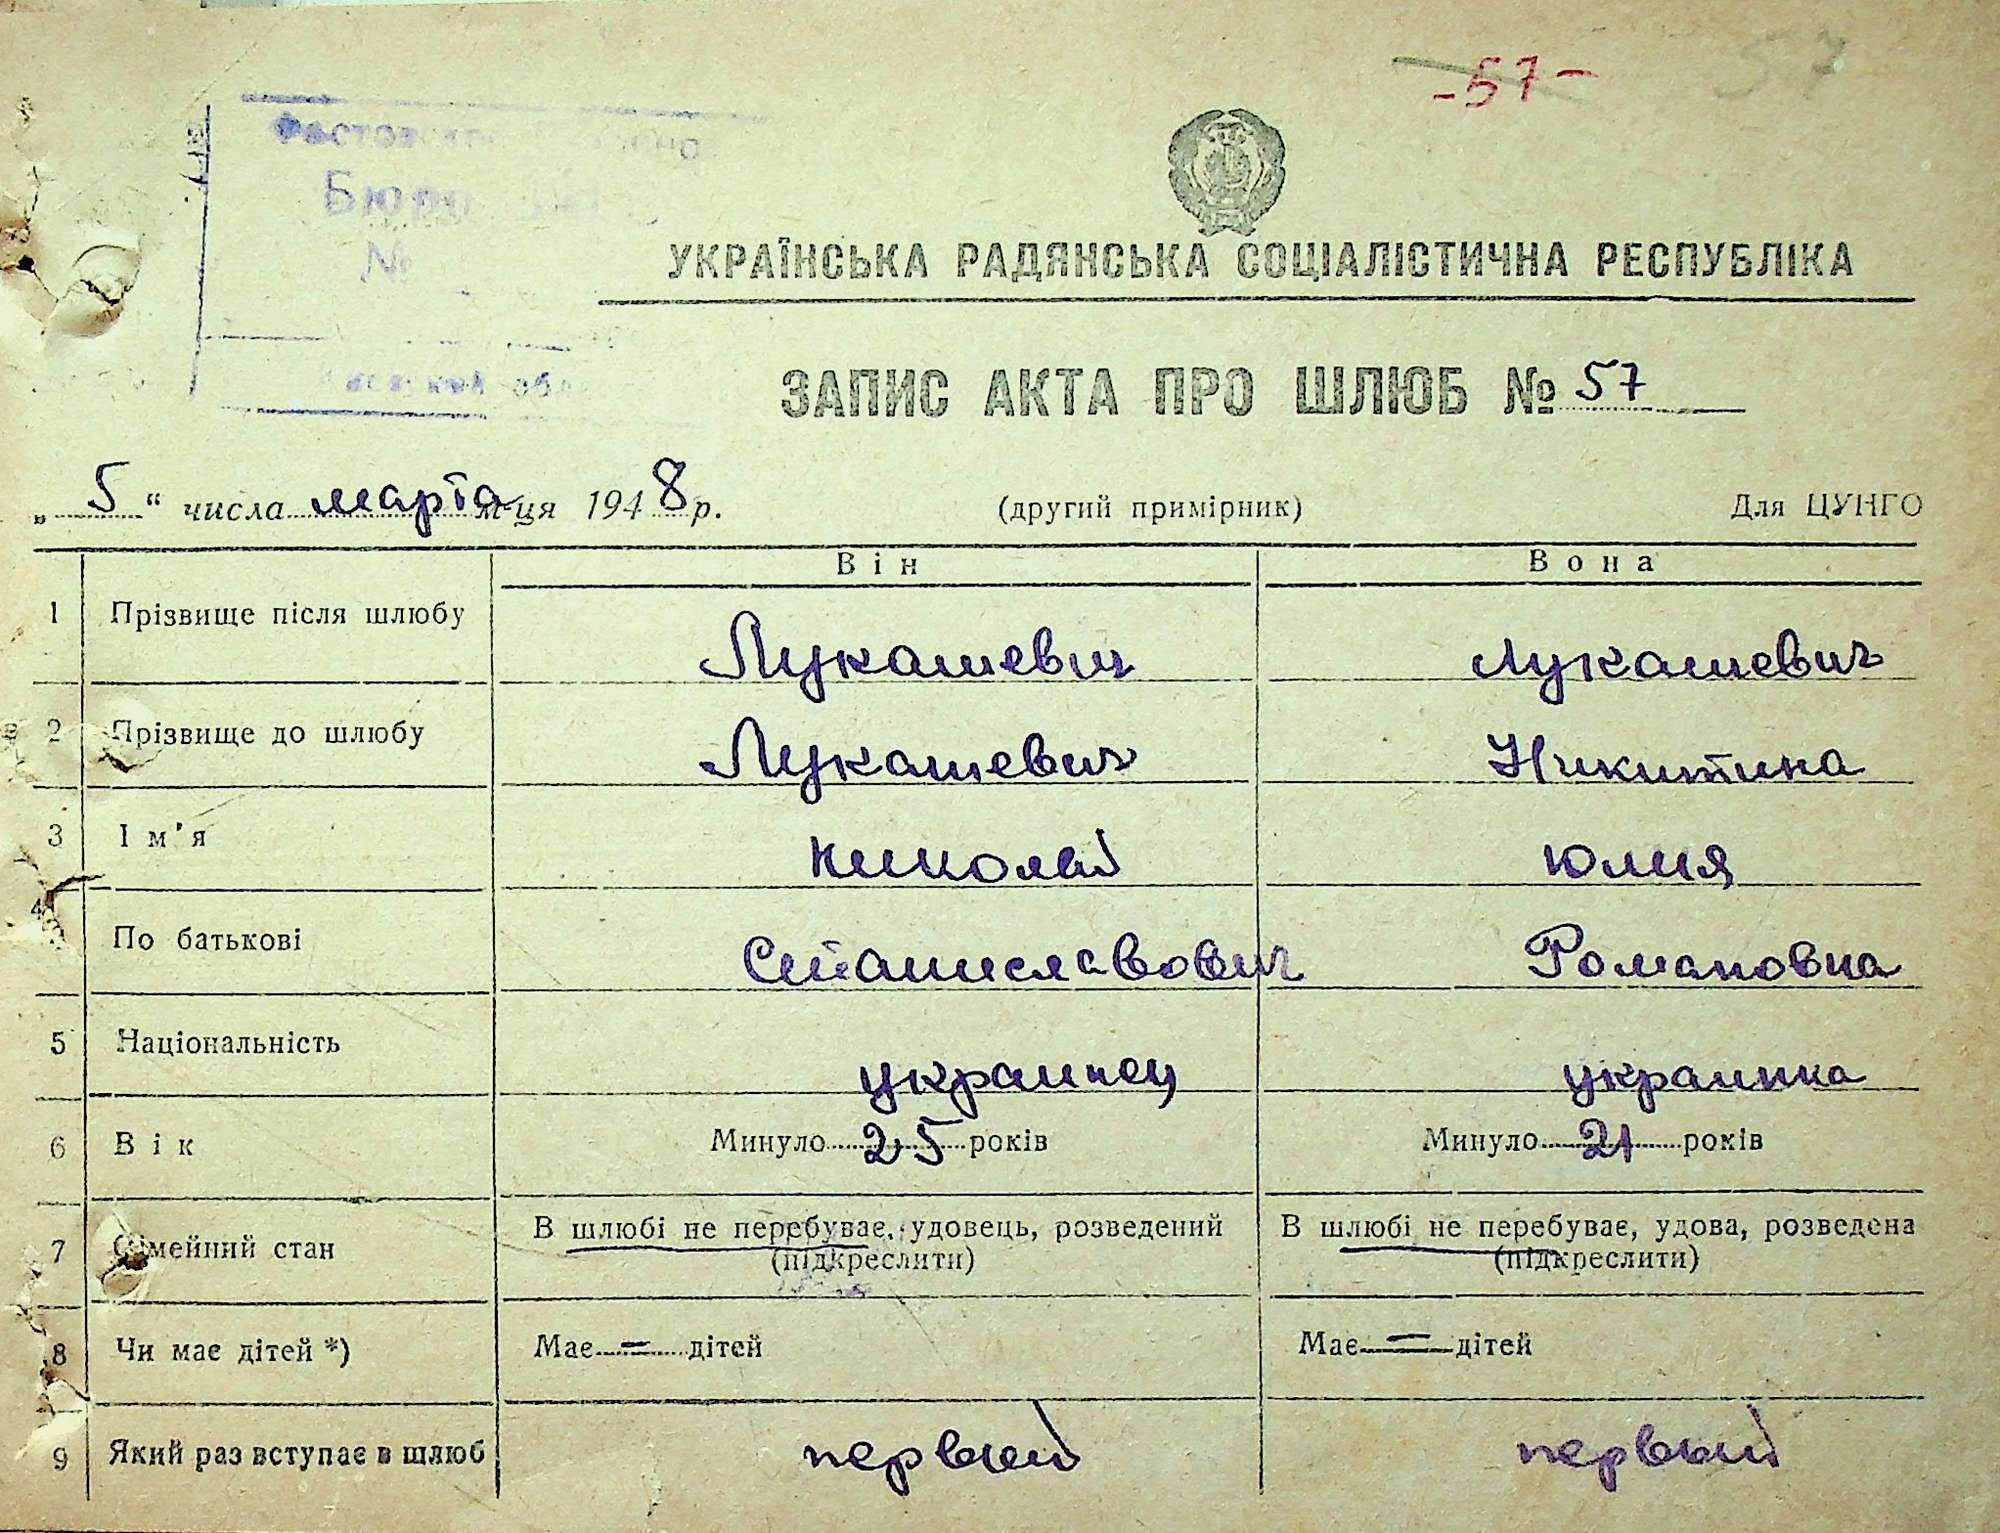 -57-
57
Бюро
№
обл
УКРАЇНСЬКА РАДЯНСЬКА СОЦІАЛІСТИЧНА РЕСПУБЛІКА
ЗАПИС АКТА ПРО ШЛЮБ № 57
„ 5 “ числа марта м-ця 1948 р. (другий примірник) Для ЦУНГО
Він Вона
1 Прізвище після шлюбу Лукашевич Лукашевич
2 Прізвище до шлюбу Лукашевич Никитина
3 Ім'я Николай Юлия
4 По батькові Станиславович Романовна
5 Національність украинец украинка
6 Вік Минуло 25 років Минуло 21 років
7 Сімейний стан В шлюбі не перебуває, удовець, розведений В шлюбі не перебуває, удова, розведена
(підкреслити) (підкреслити)
8 Чи має дітей *) Має = дітей Має = дітей
9 Який раз вступає в шлюб первый первый